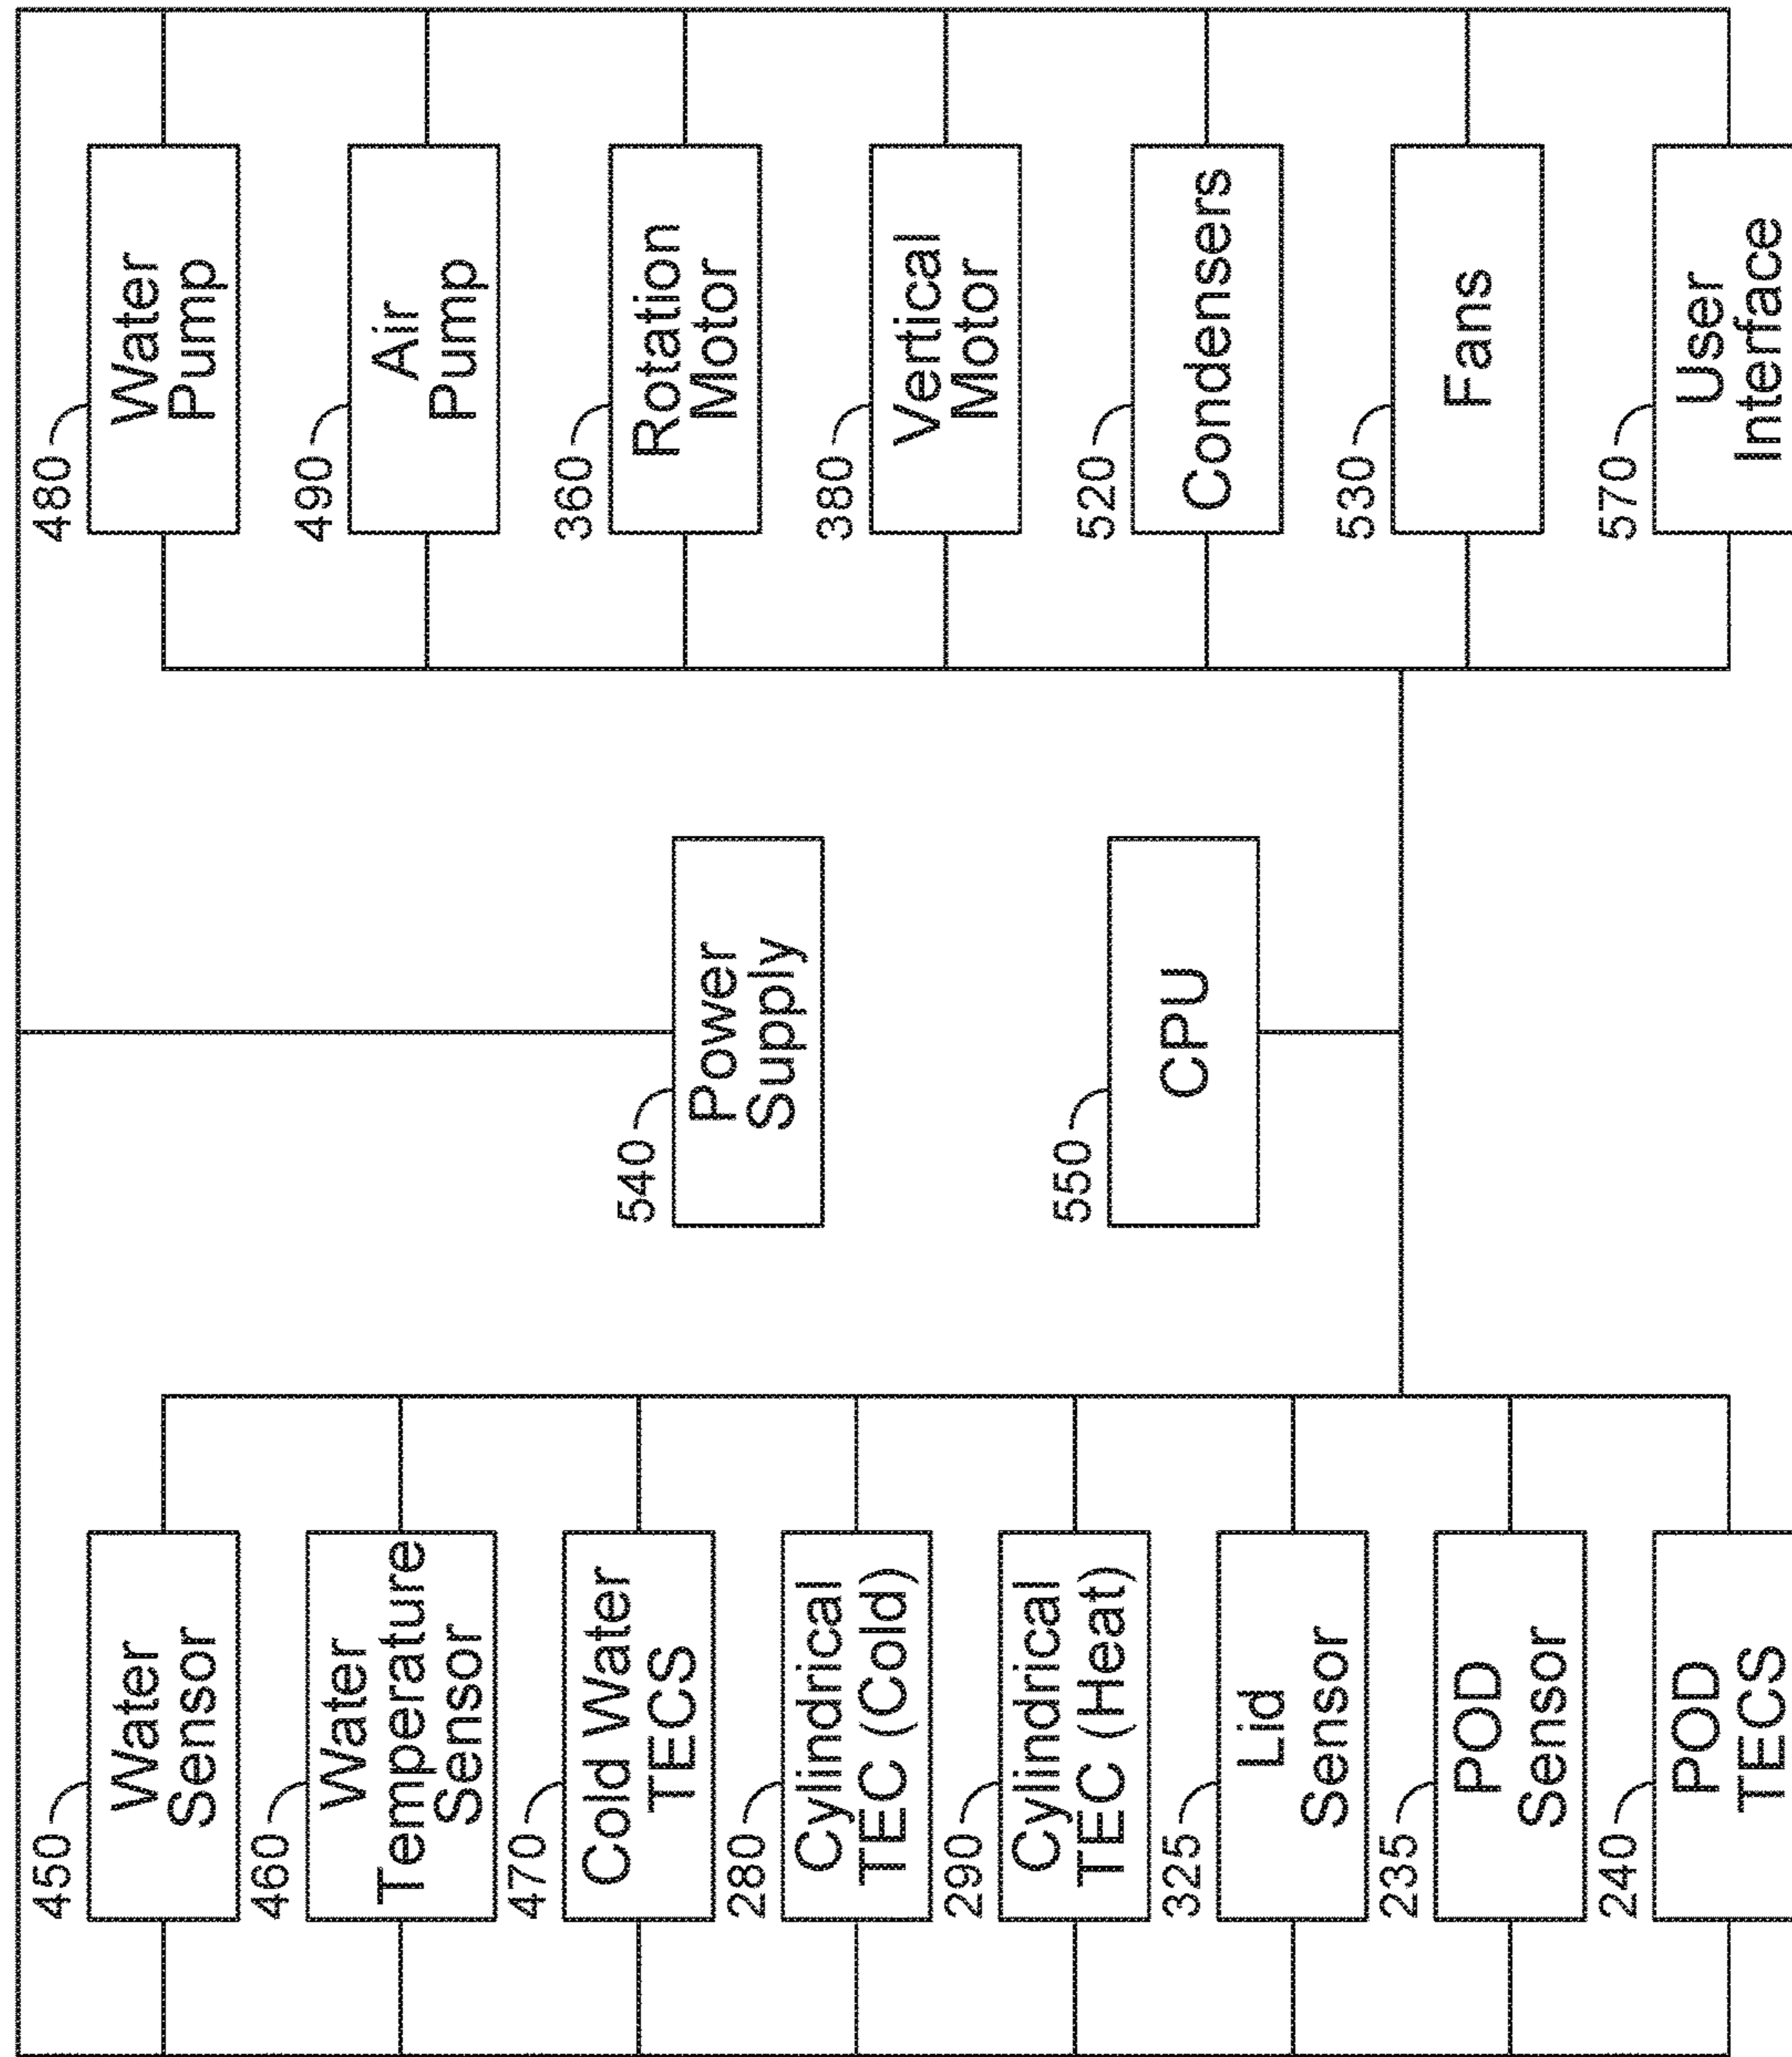 450
Water
Sensor
460
Water
Temperature
Sensor
470
Cold Water
TECS
280
Cylindrical
TEC (Cold)
290
Cylindrical
TEC (Heat)
325
Lid
Sensor
235
POD
Sensor
240
POD
TECS
540
Power
Supply
550
CPU
480
Water
Pump
490
Air
Pump
360
Rotation
Motor
380
Vertical
Motor
520
Condensers
530
Fans
570
User
Interface